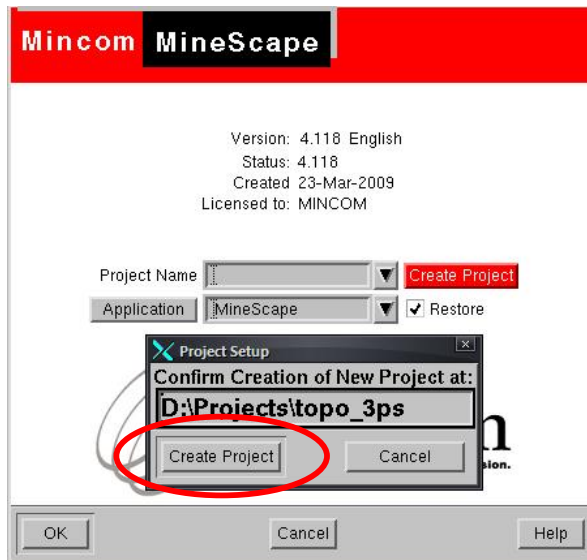 Mincom MineScape
Version: 4.118 English
Status: 4.118
Created 23-Mar-2009
Licensed to: MINCOM
Project Name Create Project
Application MineScape Restore
Project Setup
Confirm Creation of New Project at:
D:\Projects\topo_3ps
Create Project Cancel
OK Cancel Help